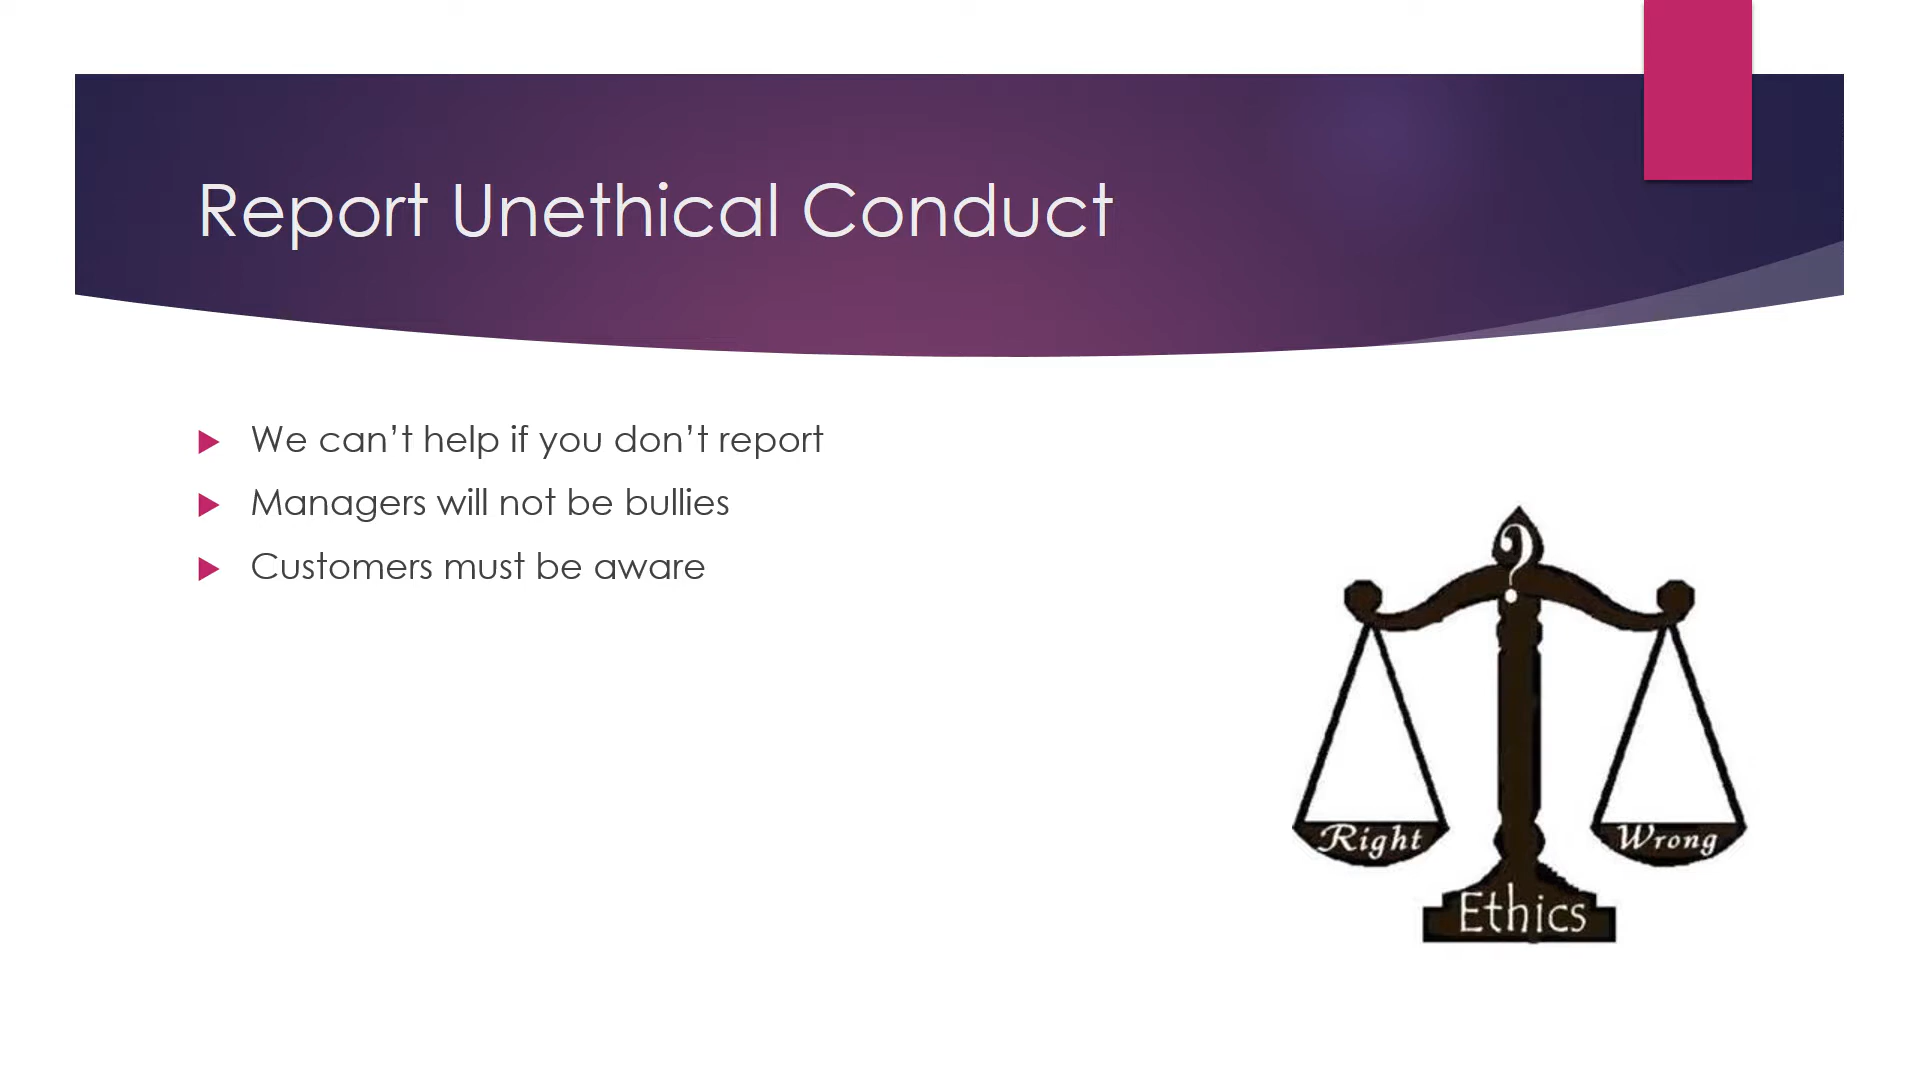 Report Unethical Conduct
We can’t help if you don’t report
Managers will not be bullies
Customers must be aware
?
Right
Wrong
Ethics